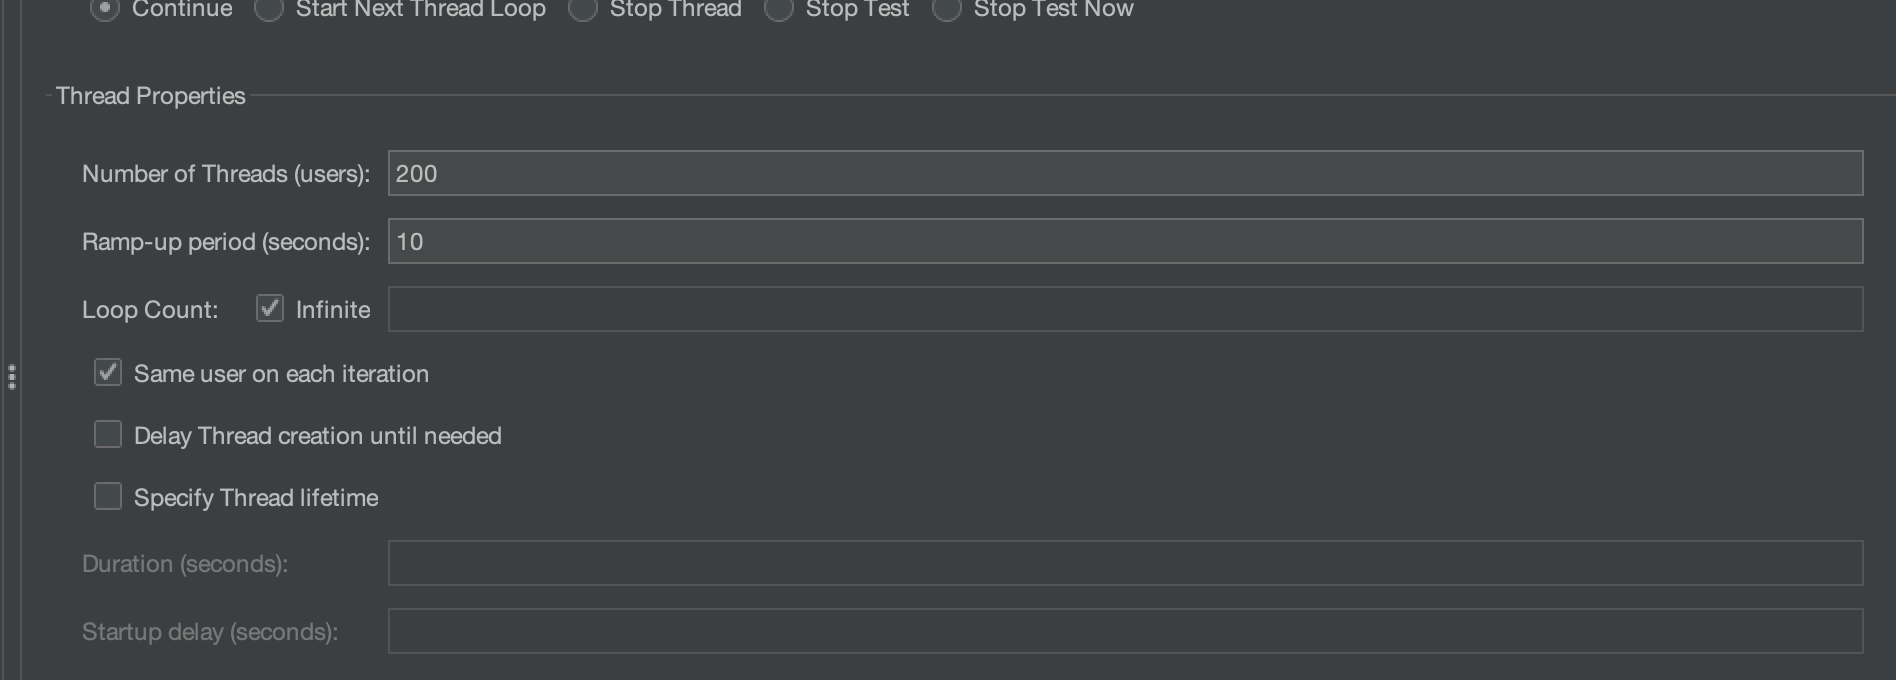 Continue Start Next Thread Loop Stop Thread Stop Test Stop Test Now
Thread Properties
Number of Threads (users): 200
Ramp-up period (seconds): 10
Loop Count: Infinite
Same user on each iteration
Delay Thread creation until needed
Specify Thread lifetime
Duration (seconds):
Startup delay (seconds):